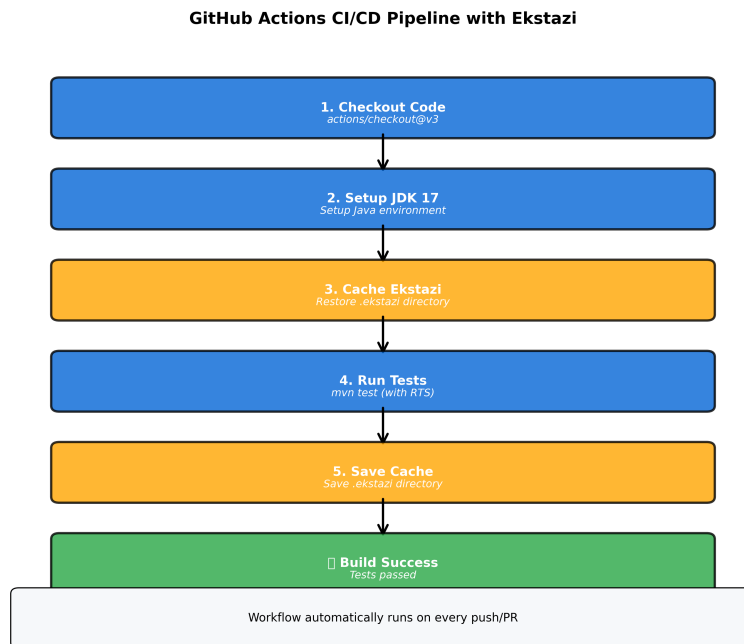 GitHub Actions CI/CD Pipeline with Ekstazi
1. Checkout Code
actions/checkout@v3
2. Setup JDK 17
Setup Java environment
3. Cache Ekstazi
Restore .ekstazi directory
4. Run Tests
mvn test (with RTS)
5. Save Cache
Save .ekstazi directory
Build Success
Tests passed
Workflow automatically runs on every push/PR